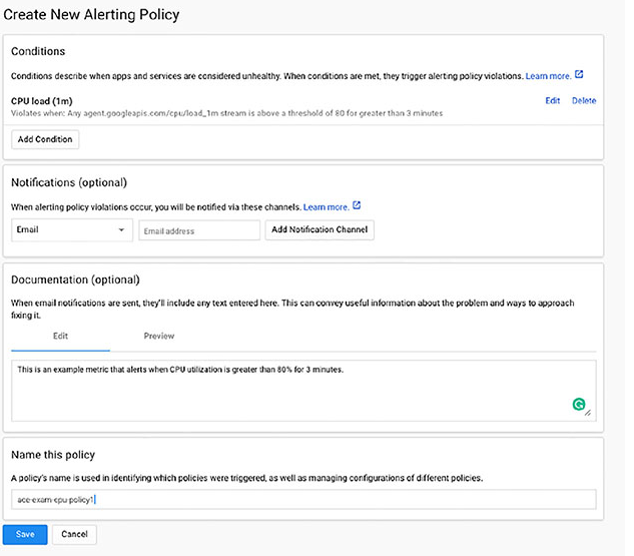 Create New Alerting Policy
Conditions
Conditions describe when apps and services are considered unhealthy. When conditions are met, they trigger alerting policy violations. Learn more.
CPU load (1m)
Edit Delete
Violates when: Any agent.googleapis.com/cpu/load_1m stream is above a threshold of 80 for greater than 3 minutes
Add Condition
Notifications (optional)
When alerting policy violations occur, you will be notified via these channels. Learn more.
Email Email address Add Notification Channel
Documentation (optional)
When email notifications are sent, they'll include any text entered here. This can convey useful information about the problem and ways to approach
fixing it.
Edit Preview
This is an example metric that alerts when CPU utilization is greater than 80% for 3 minutes.
Name this policy
A policy's name is used in identifying which policies were triggered, as well as managing configurations of different policies.
ace-exam-cpu-policy1
Save Cancel